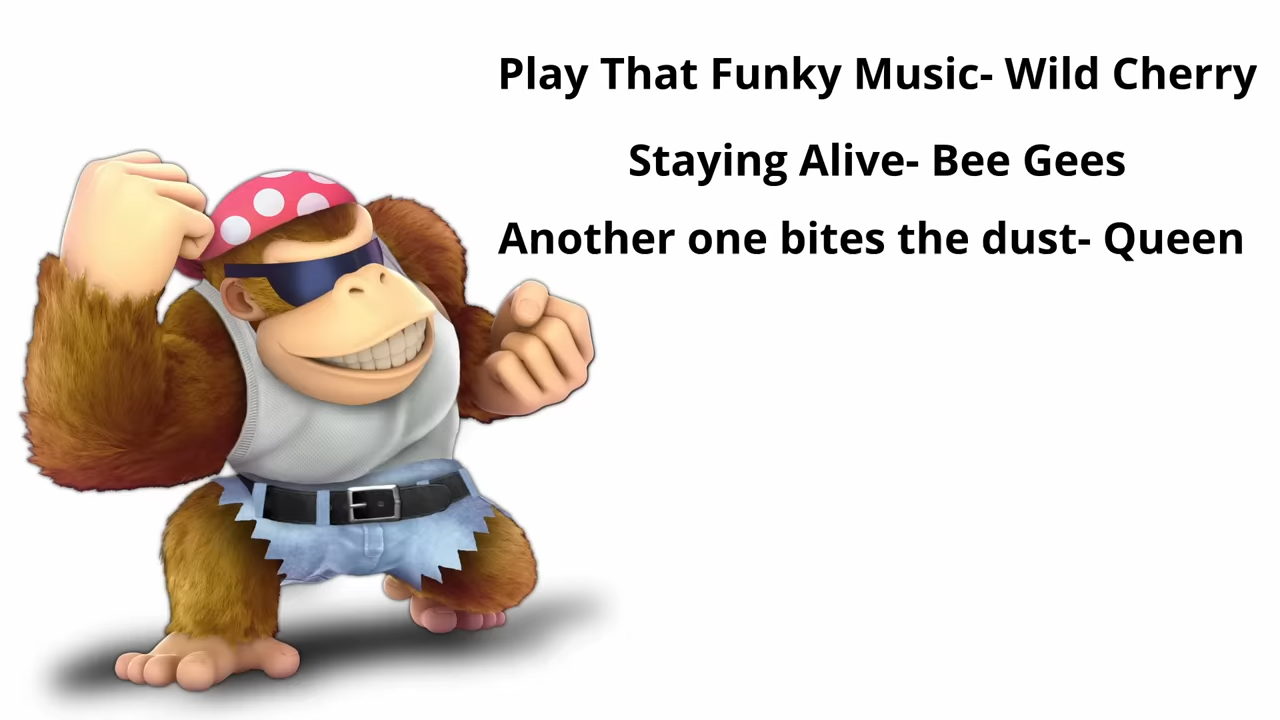 Play That Funky Music- Wild Cherry
Staying Alive- Bee Gees
Another one bites the dust- Queen